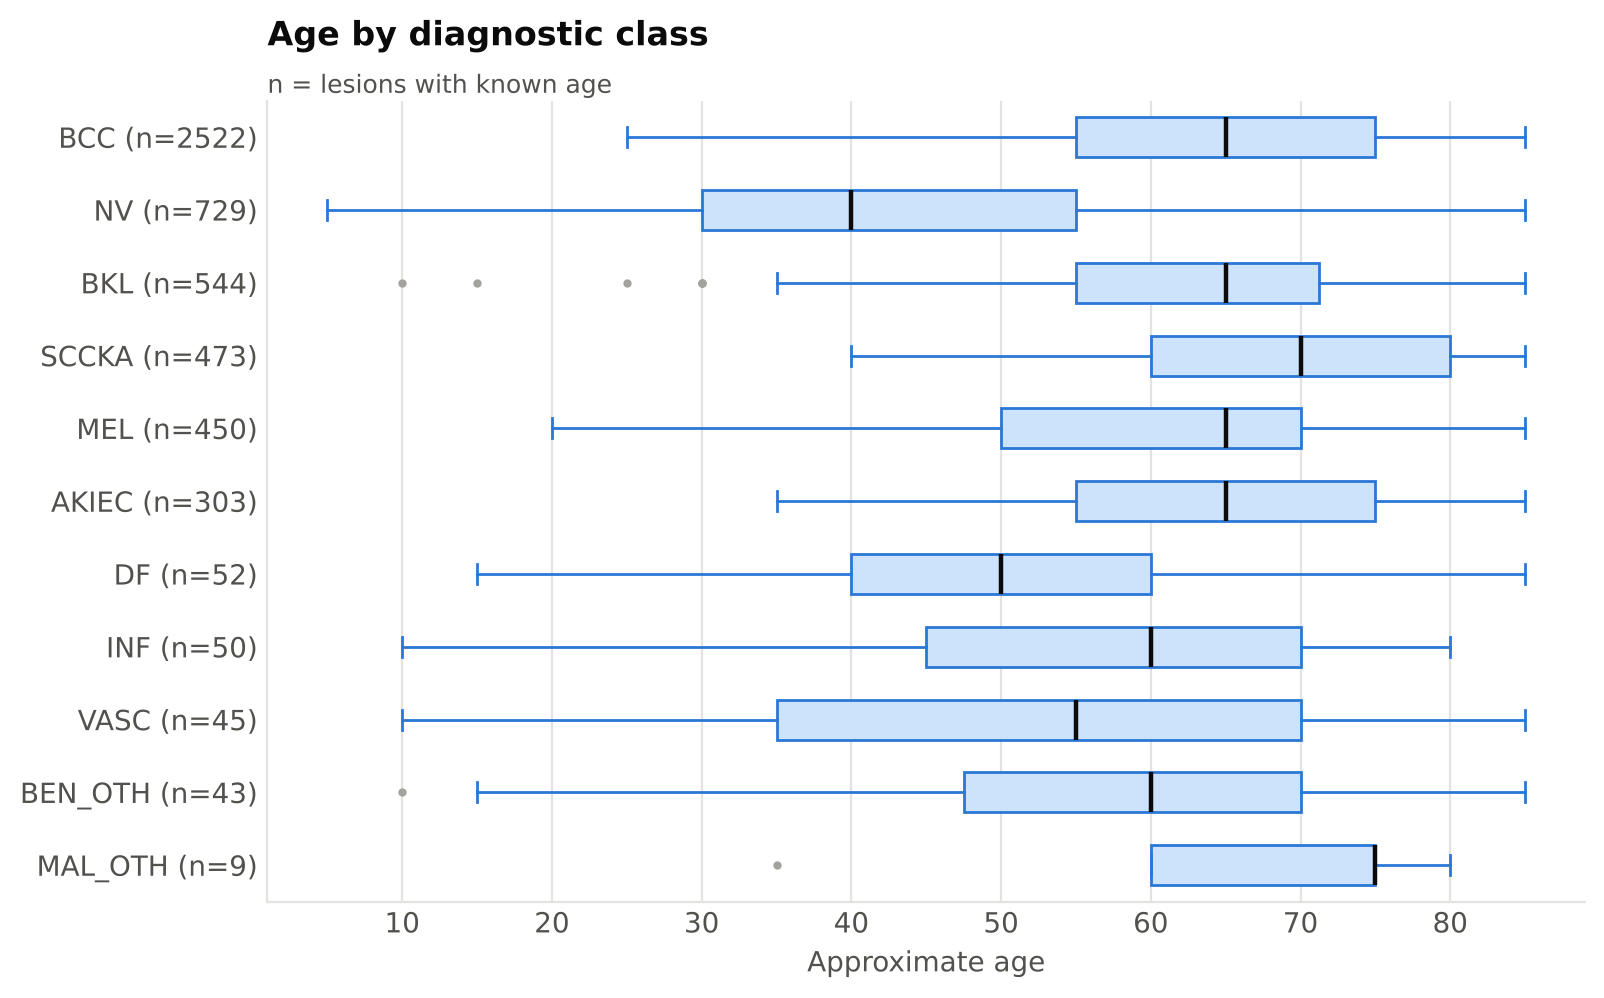 Age by diagnostic class
n = lesions with known age
BCC (n=2522)
NV (n=729)
BKL (n=544)
SCCKA (n=473)
MEL (n=450)
AKIEC (n=303)
DF (n=52)
INF (n=50)
VASC (n=45)
BEN_OTH (n=43)
MAL_OTH (n=9)
10 20 30 40 50 60 70 80
Approximate age